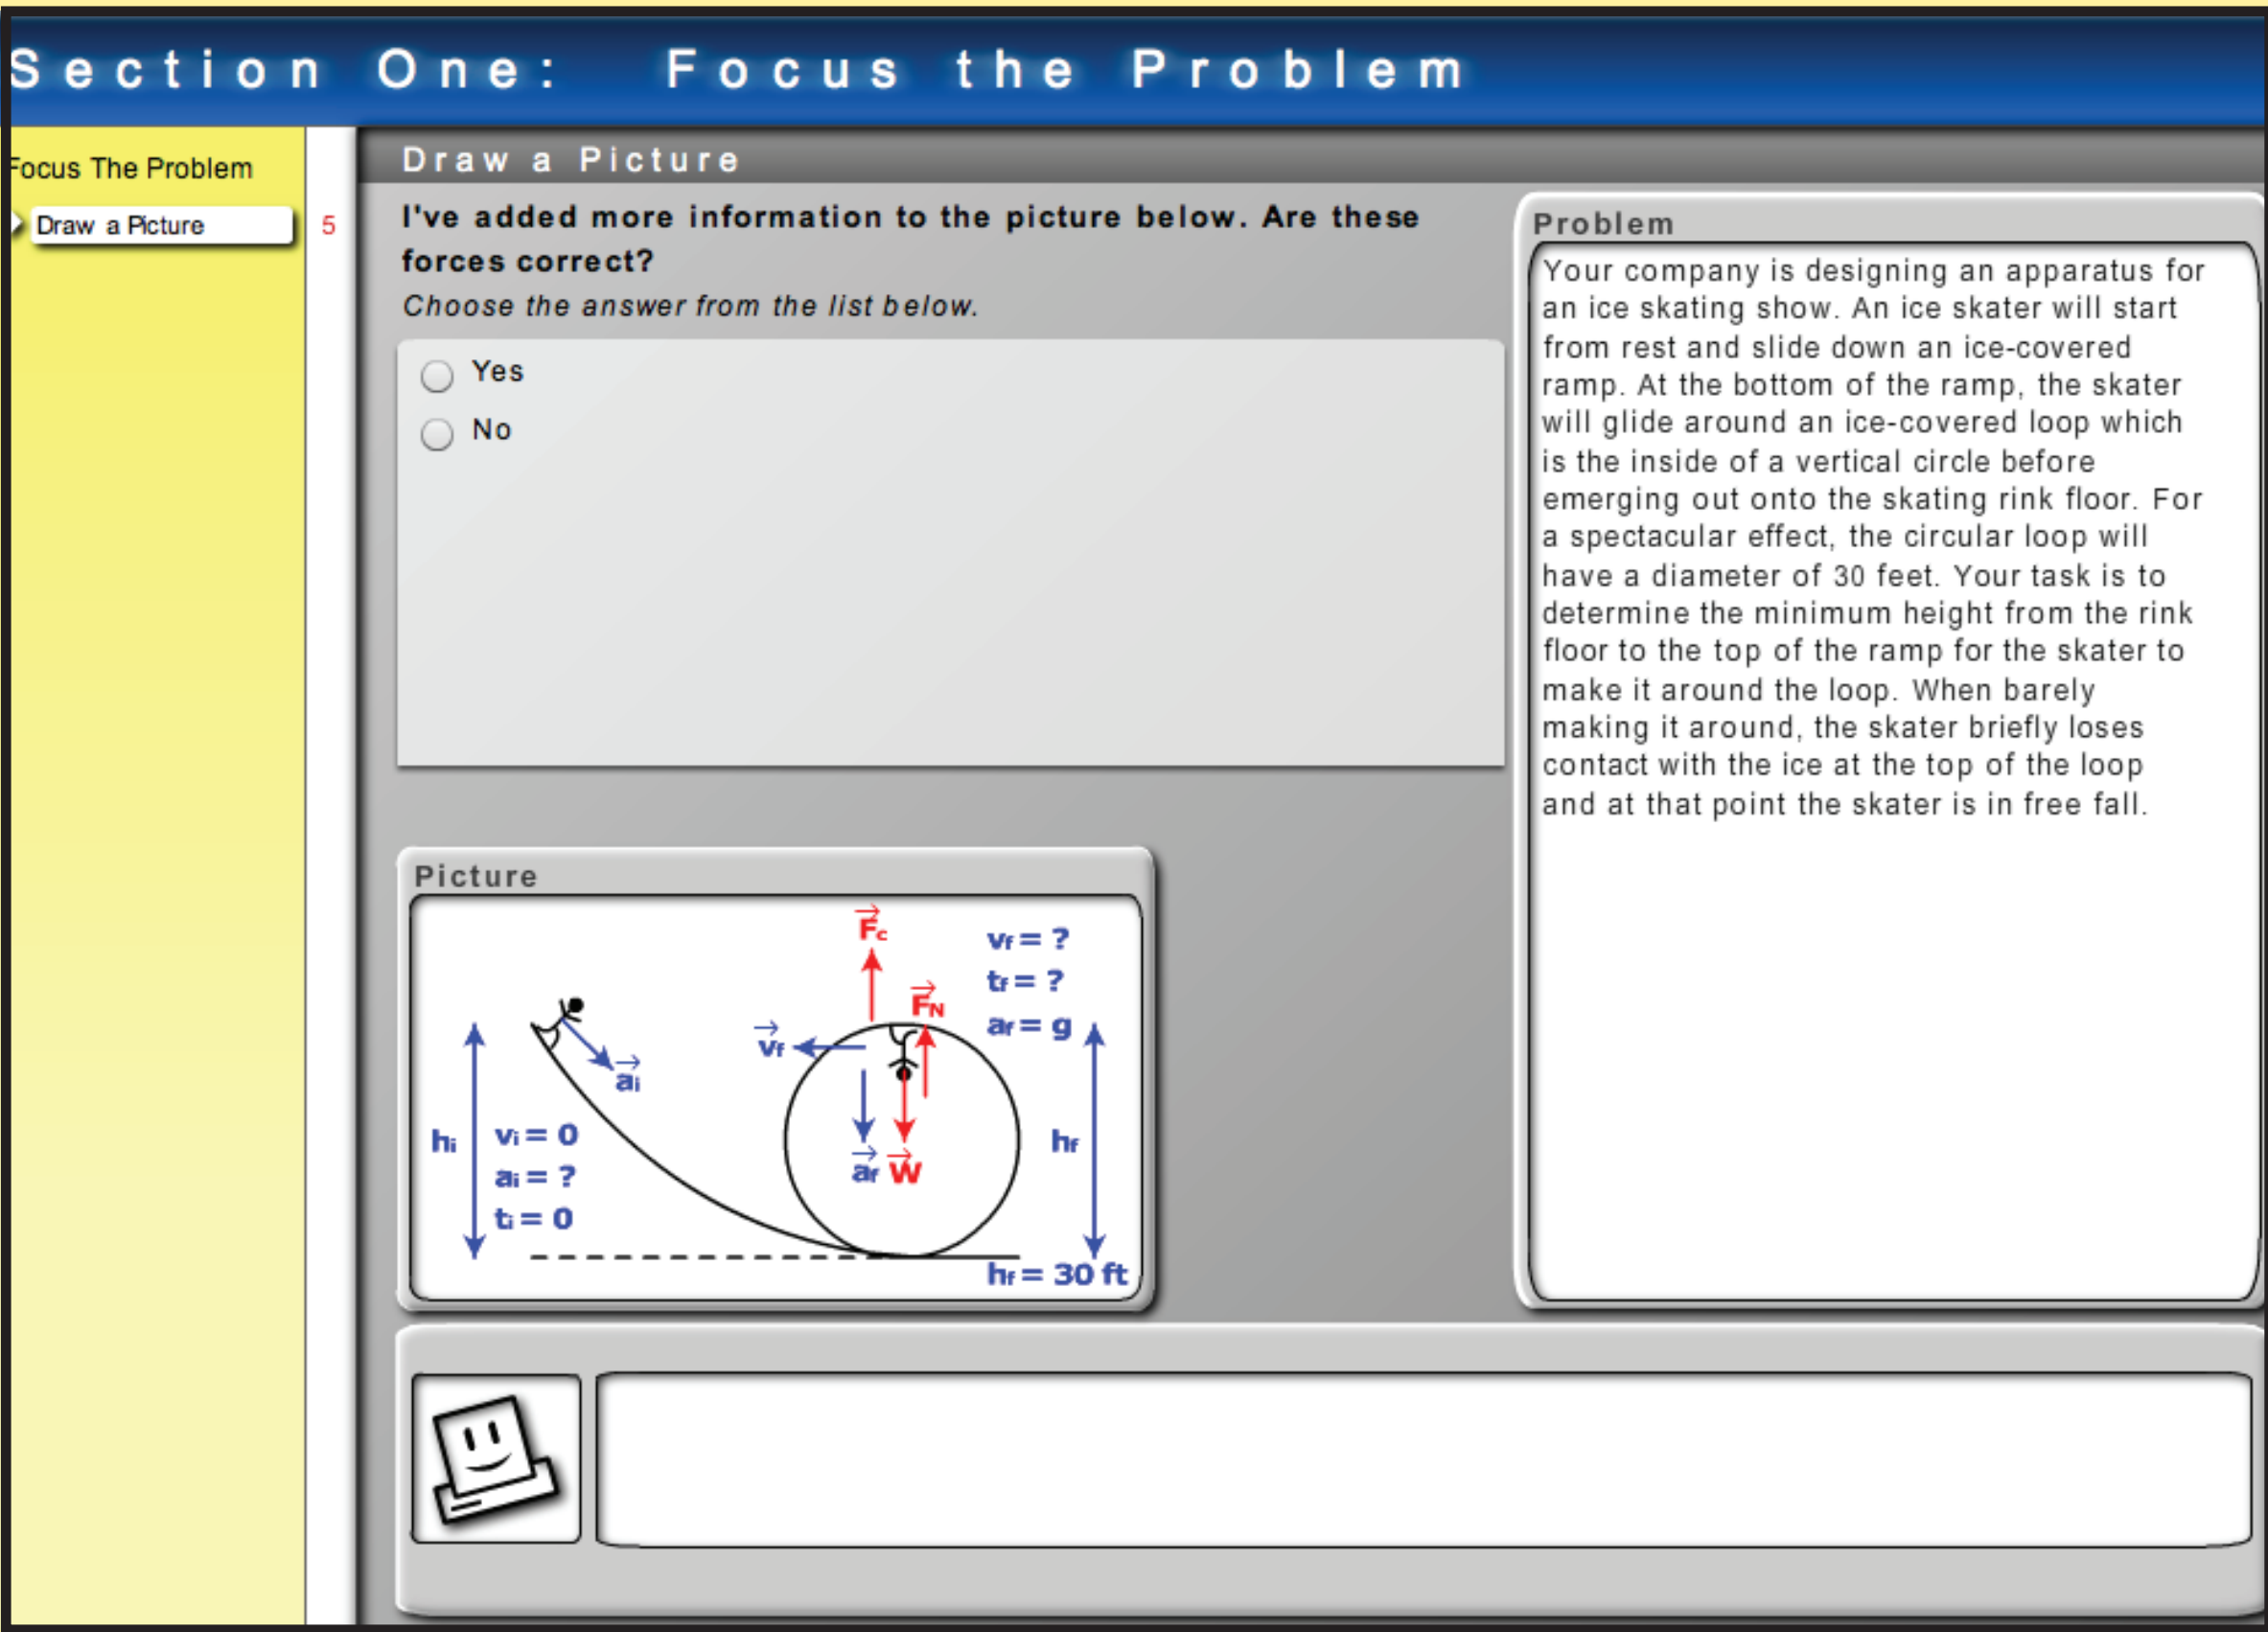 Section One: Focus the Problem
Focus The Problem
Draw a Picture
5
Draw a Picture
I've added more information to the picture below. Are these
forces correct?
Choose the answer from the list below.
Yes
No
Problem
Your company is designing an apparatus for
an ice skating show. An ice skater will start
from rest and slide down an ice-covered
ramp. At the bottom of the ramp, the skater
will glide around an ice-covered loop which
is the inside of a vertical circle before
emerging out onto the skating rink floor. For
a spectacular effect, the circular loop will
have a diameter of 30 feet. Your task is to
determine the minimum height from the rink
floor to the top of the ramp for the skater to
make it around the loop. When barely
making it around, the skater briefly loses
contact with the ice at the top of the loop
and at that point the skater is in free fall.
Picture
Fc
FN
vf = ?
tf = ?
af = g
vf
ai
hi
vi = 0
ai = ?
ti = 0
af
W
hf
hf = 30 ft